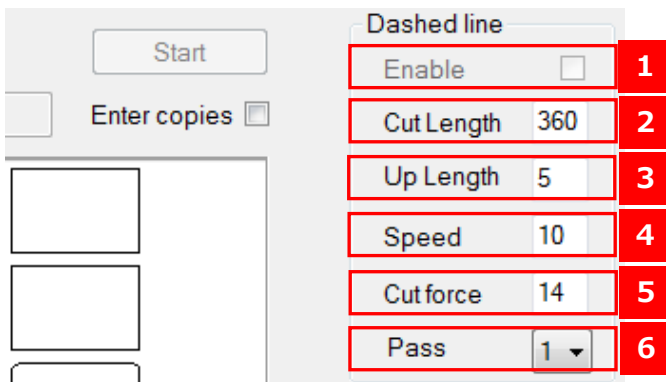 Dashed line
Start
Enable 1
Enter copies
Cut Length 360 2
Up Length 5 3
Speed 10 4
Cut force 14 5
Pass 1 6